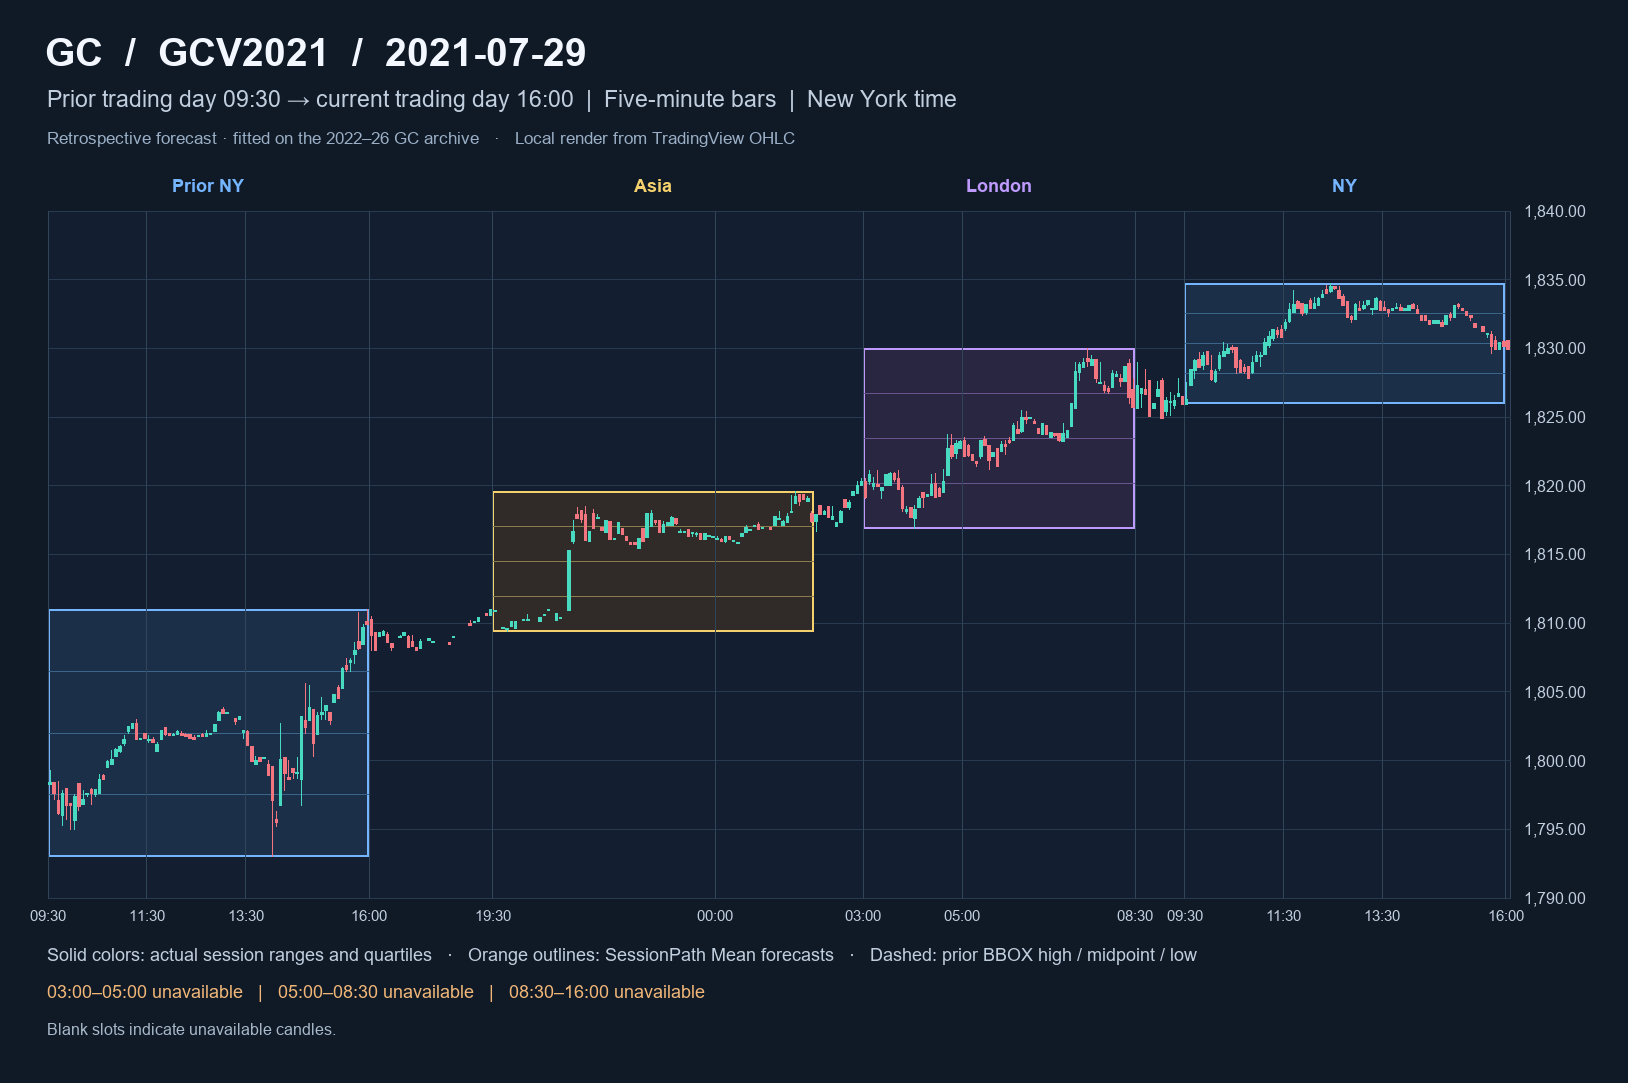 GC / GCV2021 / 2021-07-29
Prior trading day 09:30 → current trading day 16:00 | Five-minute bars | New York time
Retrospective forecast · fitted on the 2022–26 GC archive · Local render from TradingView OHLC
Prior NY Asia London NY
1,840.00
1,835.00
1,830.00
1,825.00
1,820.00
1,815.00
1,810.00
1,805.00
1,800.00
1,795.00
1,790.00
09:30 11:30 13:30 16:00 19:30 00:00 03:00 05:00 08:30 09:30 11:30 13:30 16:00
Solid colors: actual session ranges and quartiles · Orange outlines: SessionPath Mean forecasts · Dashed: prior BBOX high / midpoint / low
03:00–05:00 unavailable | 05:00–08:30 unavailable | 08:30–16:00 unavailable
Blank slots indicate unavailable candles.